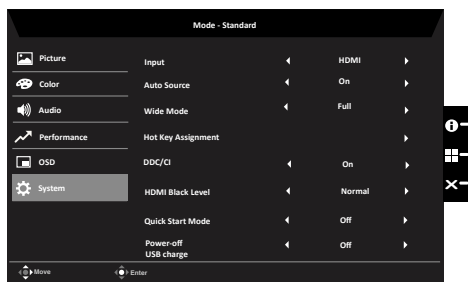 Mode - Standard
Picture
Color
Audio
Performance
OSD
System
Input HDMI
Auto Source On
Wide Mode Full
Hot Key Assignment
DDC/CI On
HDMI Black Level Normal
Quick Start Mode Off
Power-off
USB charge Off
Move Enter